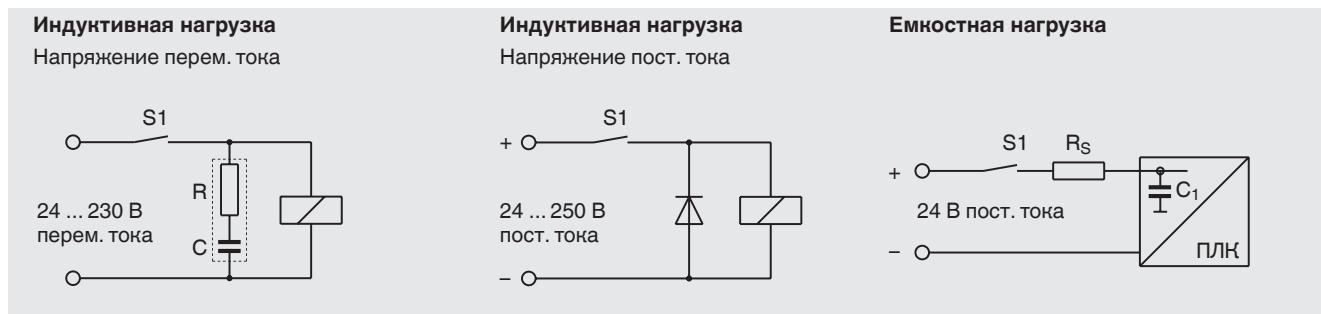 Индуктивная нагрузка
Напряжение перем. тока
S1
R
24 ... 230 В
перем. тока
C
Индуктивная нагрузка
Напряжение пост. тока
S1
+
24 ... 250 В
пост. тока
–
Емкостная нагрузка
S1 RS
+
C1
24 В пост. тока
–
ПЛК